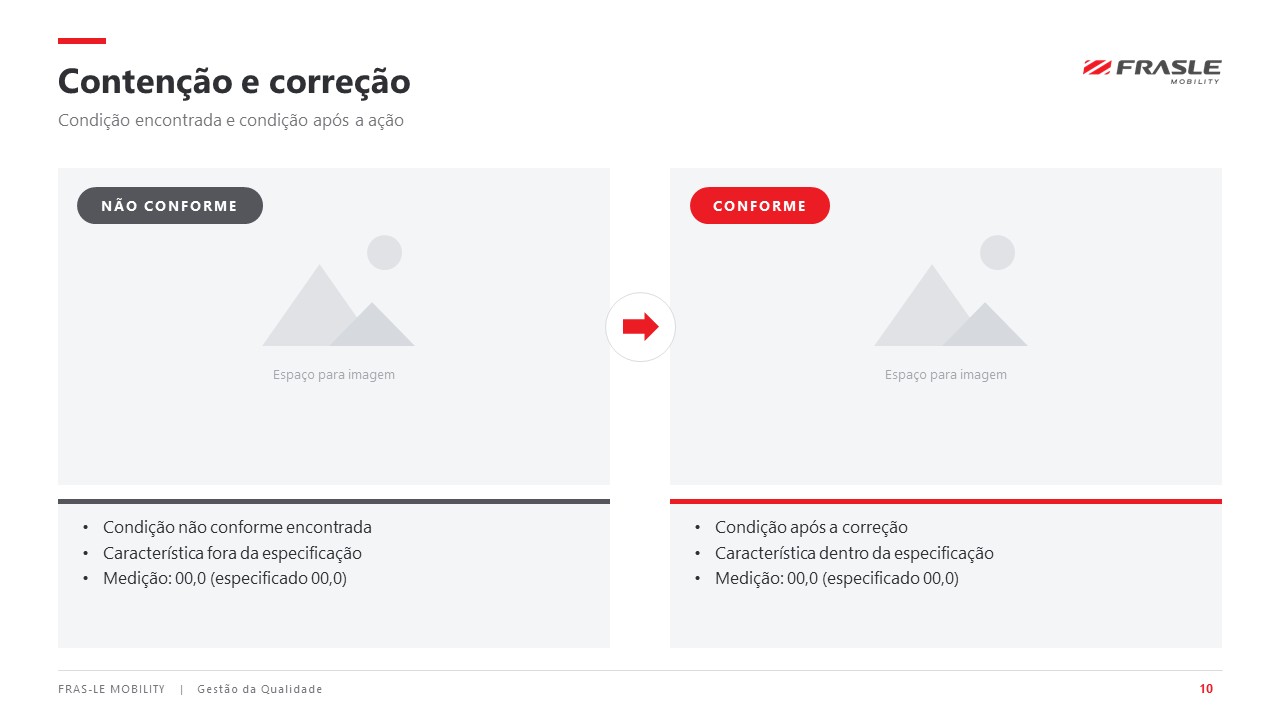 Contenção e correção
Condição encontrada e condição após a ação
FRASLE
MOBILITY
NÃO CONFORME
Espaço para imagem
CONFORME
Espaço para imagem
• Condição não conforme encontrada
• Característica fora da especificação
• Medição: 00,0 (especificado 00,0)
• Condição após a correção
• Característica dentro da especificação
• Medição: 00,0 (especificado 00,0)
FRAS-LE MOBILITY | Gestão da Qualidade
10